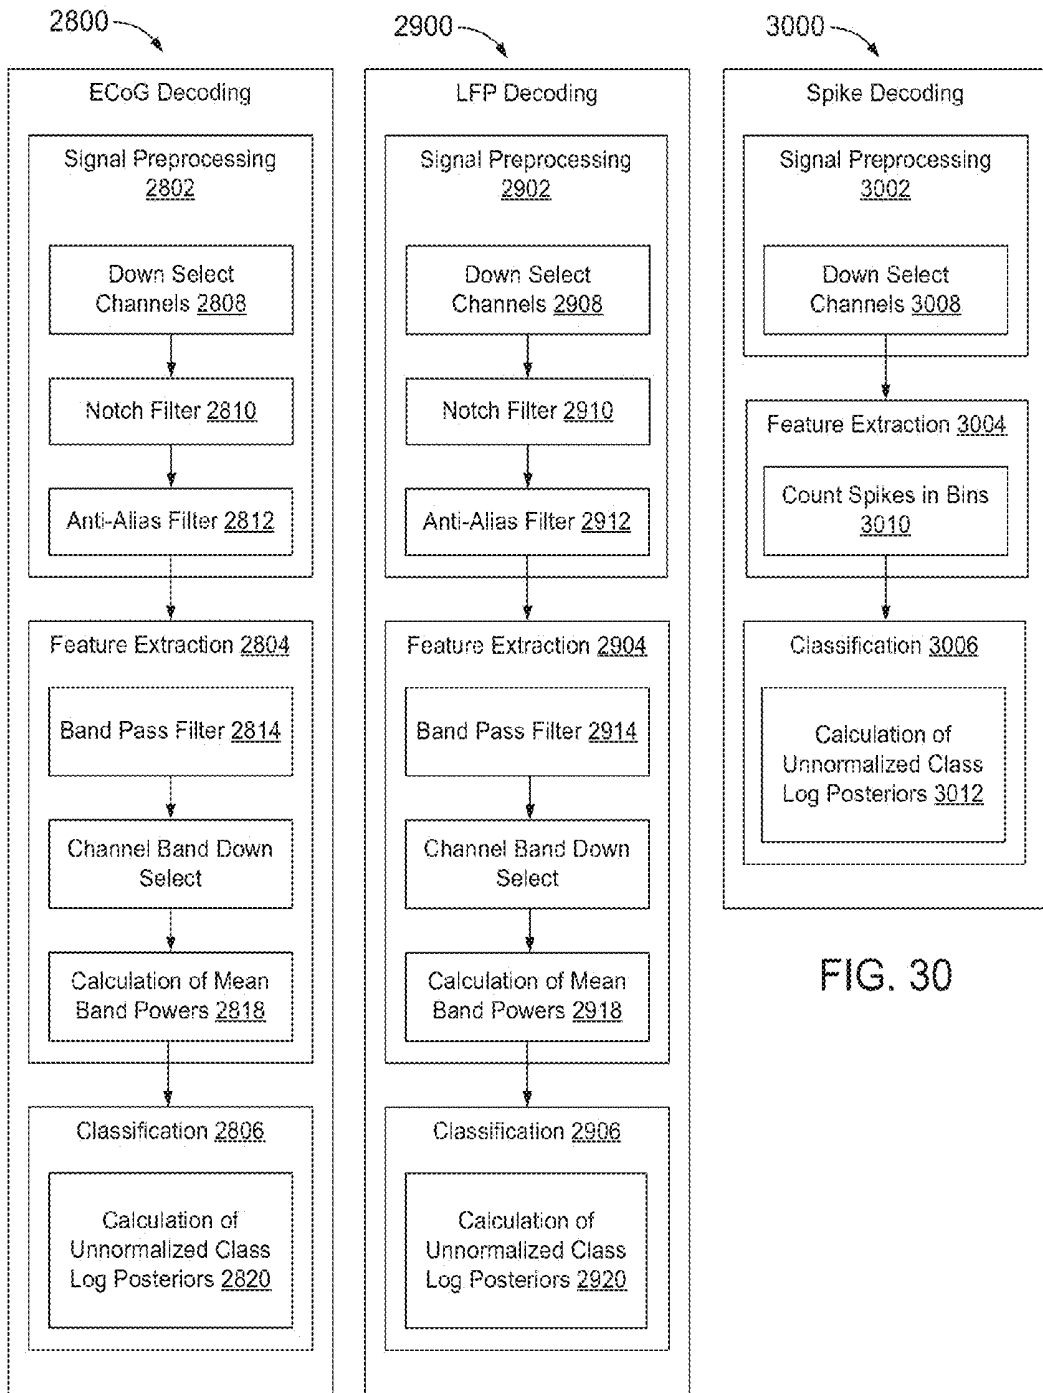 2800
ECoG Decoding
Signal Preprocessing
2802
Down Select
Channels 2808
Notch Filter 2810
Anti-Alias Filter 2812
Feature Extraction 2804
Band Pass Filter 2814
Channel Band Down
Select
Calculation of Mean
Band Powers 2818
Classification 2806
Calculation of
Unnormalized Class
Log Posteriors 2820
2900
LFP Decoding
Signal Preprocessing
2902
Down Select
Channels 2908
Notch Filter 2910
Anti-Alias Filter 2912
Feature Extraction 2904
Band Pass Filter 2914
Channel Band Down
Select
Calculation of Mean
Band Powers 2918
Classification 2906
Calculation of
Unnormalized Class
Log Posteriors 2920
3000
Spike Decoding
Signal Preprocessing
3002
Down Select
Channels 3008
Feature Extraction 3004
Count Spikes in Bins
3010
Classification 3006
Calculation of
Unnormalized Class
Log Posteriors 3012
FIG. 30